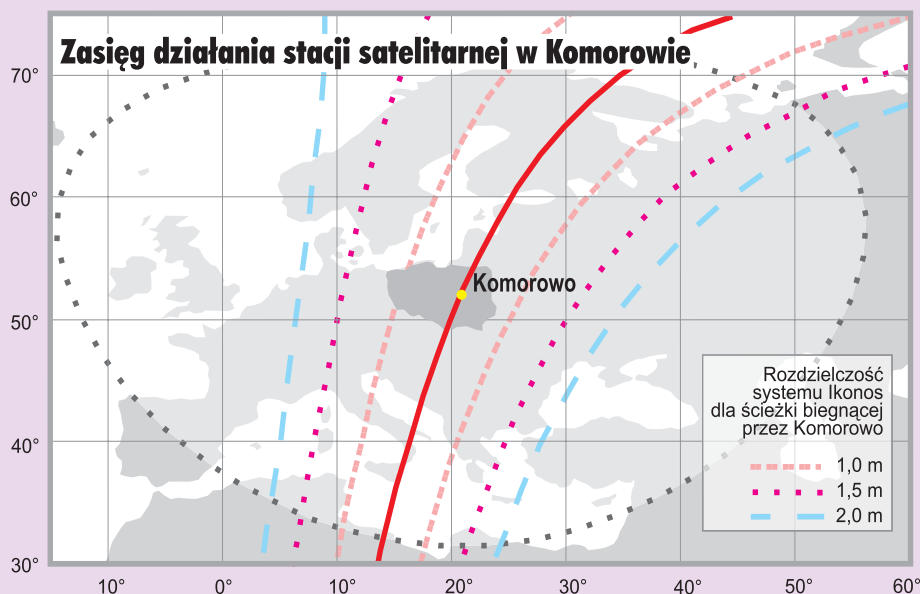 Zasięg działania stacji satelitarnej w Komorowie
70°
60°
50°
40°
30°
Komorowo
Rozdzielczość
systemu Ikonos
dla ścieżki biegnącej
przez Komorowo
1,0 m
1,5 m
2,0 m
10° 0° 10° 20° 30° 40° 50° 60°